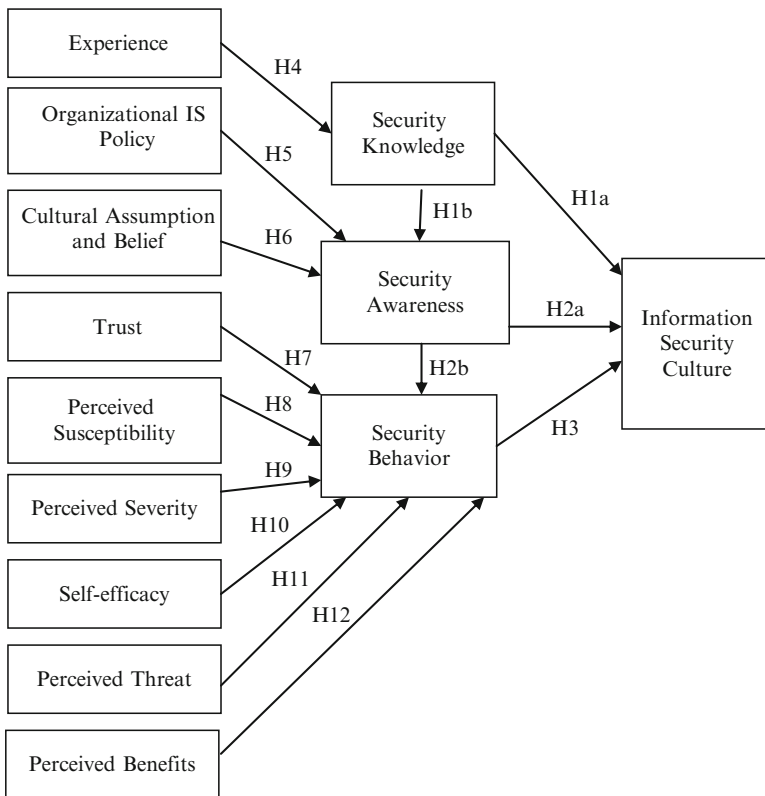 Experience
H4
Organizational IS
Policy
H5
Security
Knowledge
H1a
H1b
Cultural Assumption
and Belief
H6
Security
Awareness
H2a
Information
Security
Culture
Trust
H7
H2b
Perceived
Susceptibility
H8
Security
Behavior
H3
Perceived Severity
H9
H10
Self-efficacy
H11
H12
Perceived Threat
Perceived Benefits